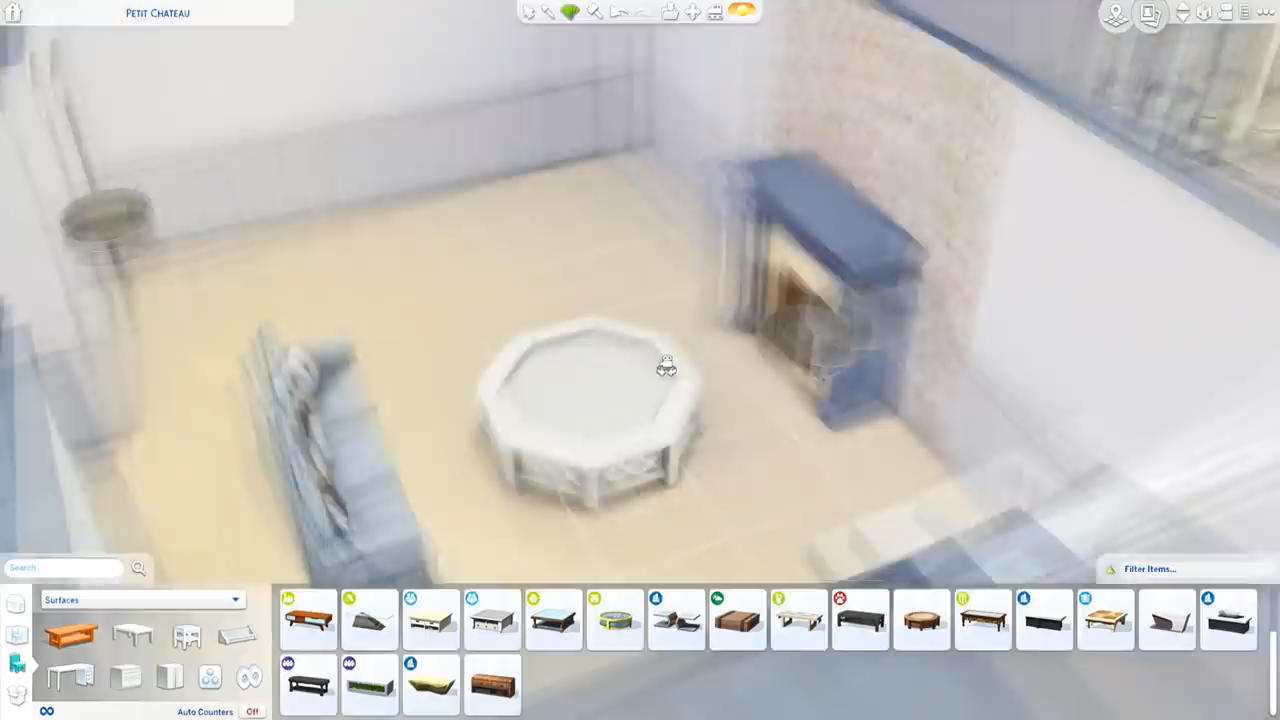 PETIT CHATEAU
Search
Filter Items...
Surfaces
Auto Counters
Off